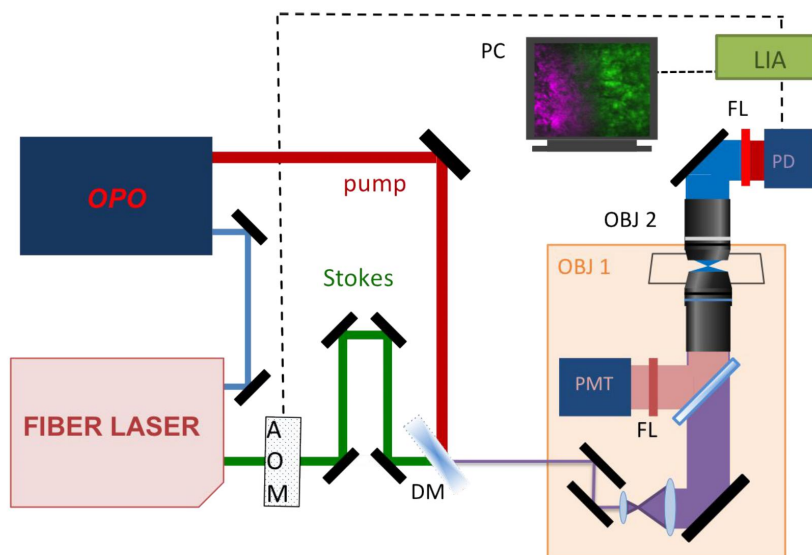 PC
LIA
FL
PD
OPO
pump
OBJ 2
OBJ 1
Stokes
PMT
FIBER LASER
FL
A
O
M
DM